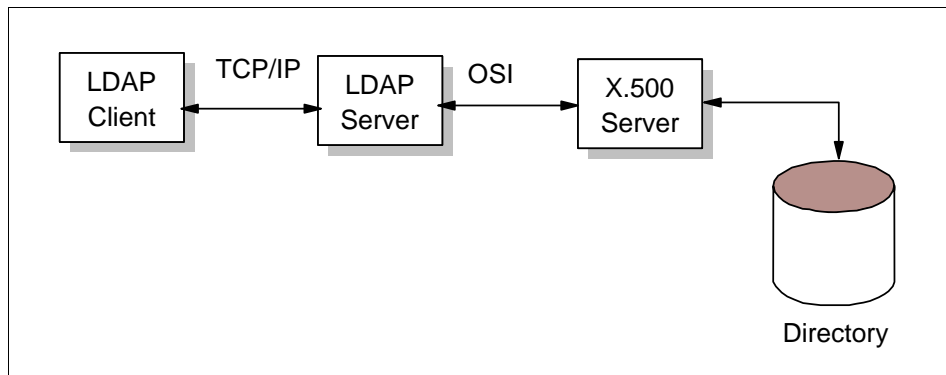 LDAP
Client
TCP/IP
LDAP
Server
OSI
X.500
Server
Directory